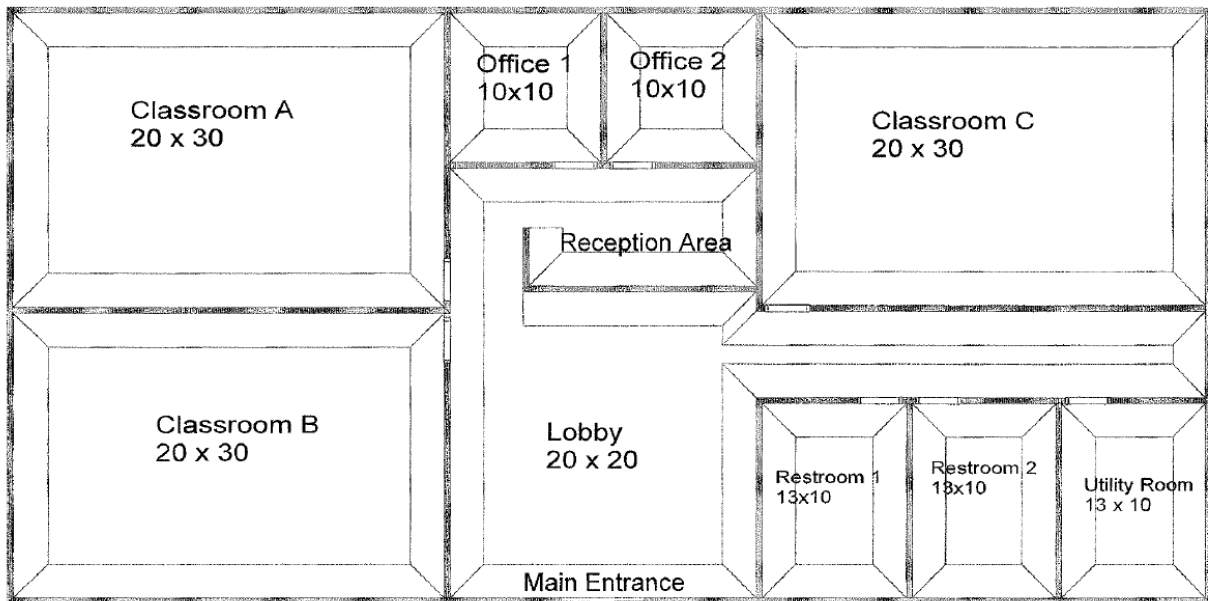 Classroom A
20 x 30
Office 1
10x10
Office 2
10x10
Classroom C
20 x 30
Reception Area
Classroom B
20 x 30
Lobby
20 x 20
Restroom 1
13x10
Restroom 2
13x10
Utility Room
13 x 10
Main Entrance